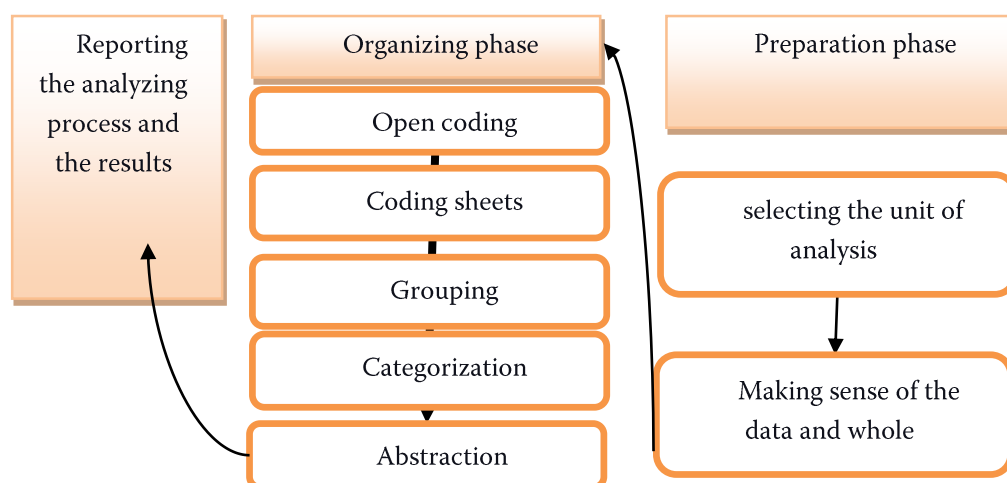 Reporting
the analyzing
process and
the results
Organizing phase
Open coding
Coding sheets
Grouping
Categorization
Abstraction
Preparation phase
selecting the unit of
analysis
Making sense of the
data and whole